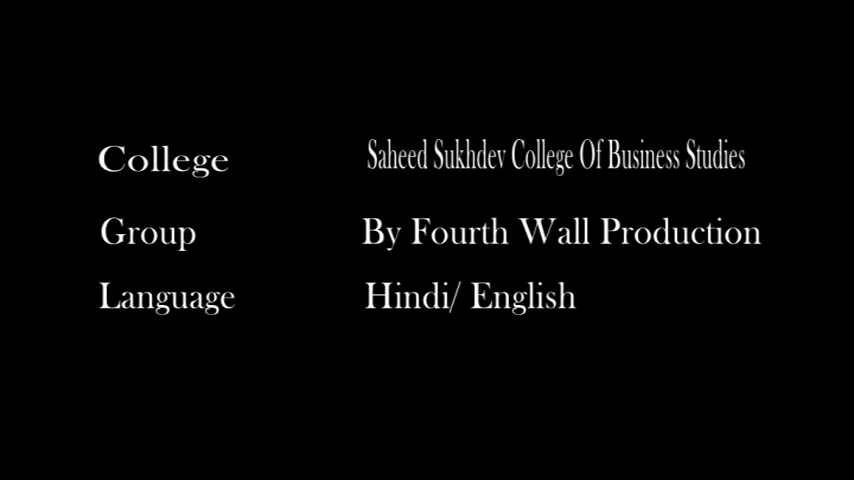 College Saheed Sukhdev College Of Business Studies
Group By Fourth Wall Production
Language Hindi/ English